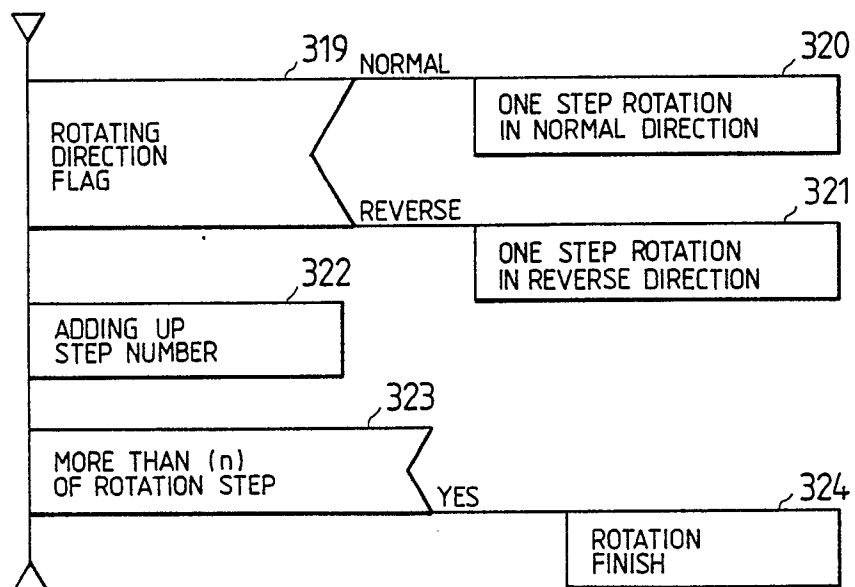 319
NORMAL
320
ROTATING
DIRECTION
FLAG
ONE STEP ROTATION
IN NORMAL DIRECTION
REVERSE
321
ONE STEP ROTATION
IN REVERSE DIRECTION
322
ADDING UP
STEP NUMBER
323
MORE THAN (n)
OF ROTATION STEP
YES
324
ROTATION
FINISH